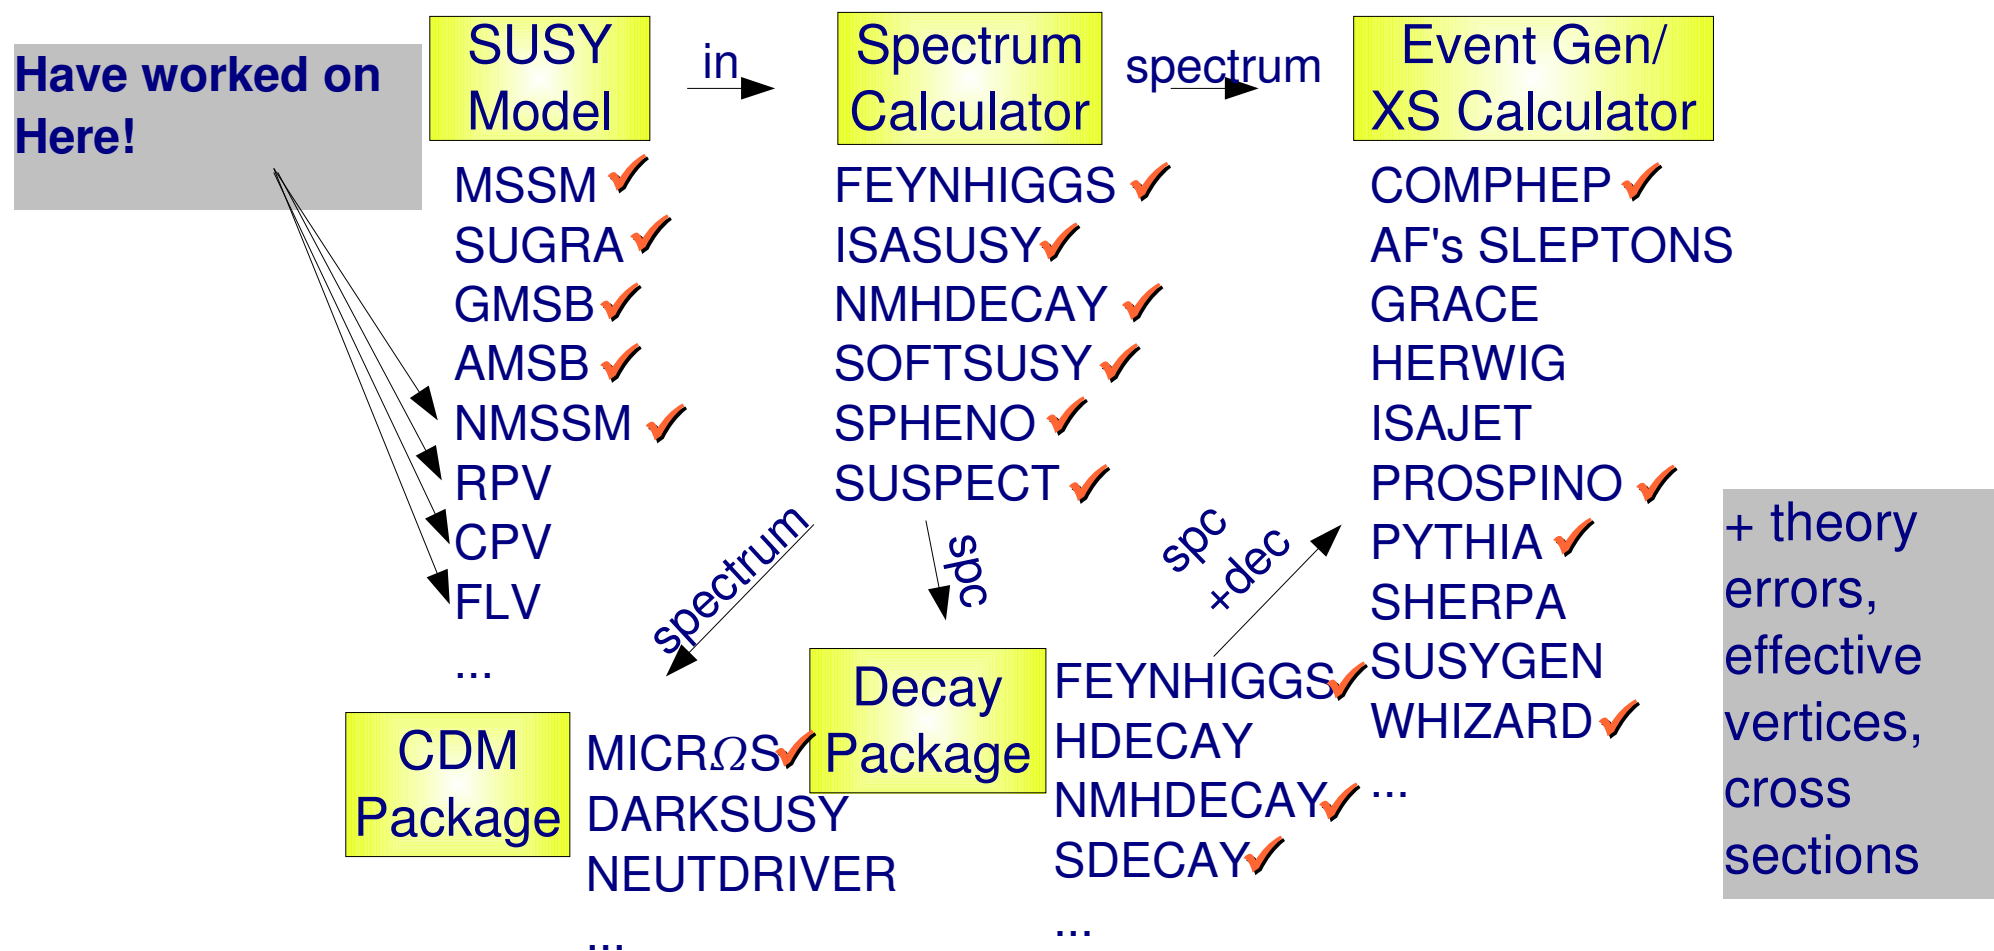 Have worked on
Here!
SUSY
Model
in
Spectrum
Calculator
spectrum
Event Gen/
XS Calculator
MSSM
SUGRA
GMSB
AMSB
NMSSM
RPV
CPV
FLV
...
FEYNHIGGS
ISASUSY
NMHDECAY
SOFTSUSY
SPHENO
SUSPECT
COMPHEP
AF's SLEPTONS
GRACE
HERWIG
ISAJET
PROSPINO
PYTHIA
SHERPA
SUSYGEN
WHIZARD
...
spectrum
spc
spc
+dec
CDM
Package
MICRΩS
DARKSUSY
NEUTDRIVER
...
Decay
Package
FEYNHIGGS
HDECAY
NMHDECAY
SDECAY
...
+ theory
errors,
effective
vertices,
cross
sections